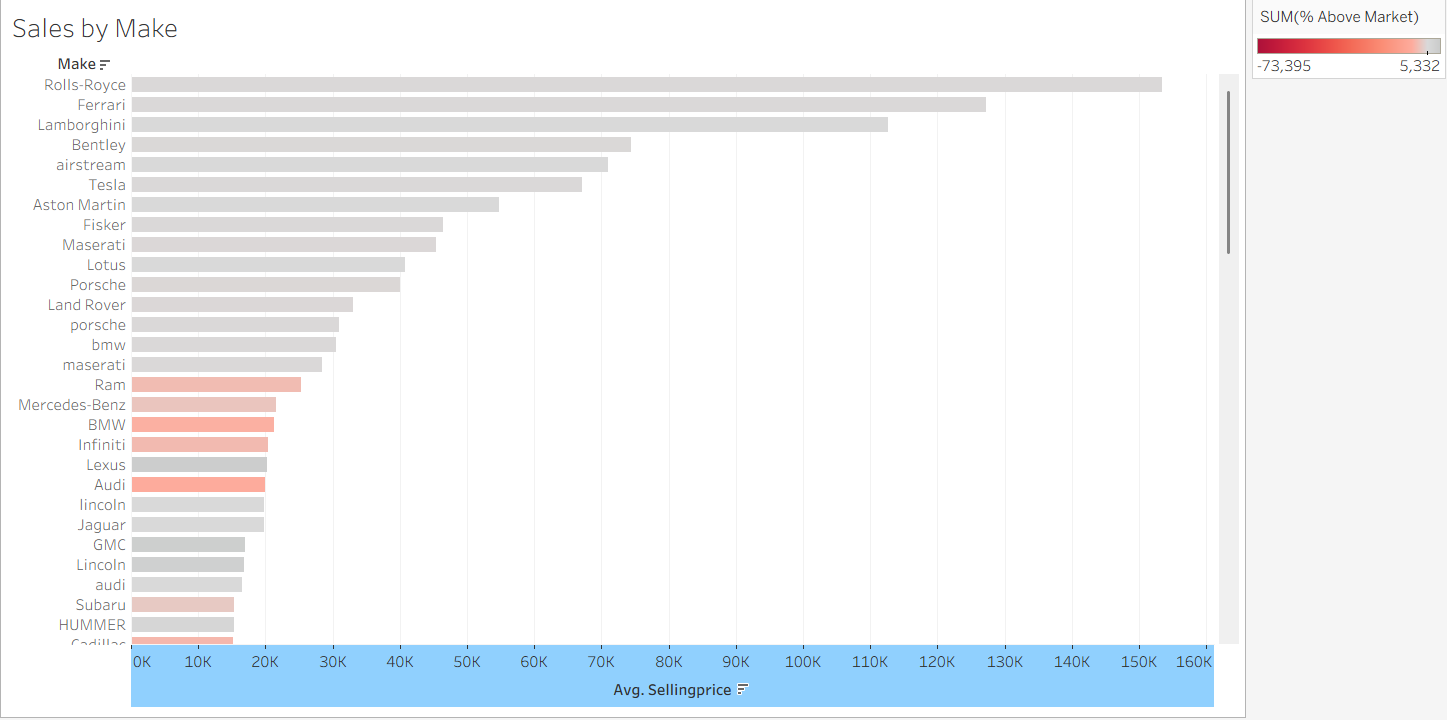 Sales by Make
SUM(% Above Market)
-73,395 5,332
Make
Rolls-Royce
Ferrari
Lamborghini
Bentley
airstream
Tesla
Aston Martin
Fisker
Maserati
Lotus
Porsche
Land Rover
porsche
bmw
maserati
Ram
Mercedes-Benz
BMW
Infiniti
Lexus
Audi
lincoln
Jaguar
GMC
Lincoln
audi
Subaru
HUMMER
Cadillac
0K 10K 20K 30K 40K 50K 60K 70K 80K 90K 100K 110K 120K 130K 140K 150K 160K
Avg. Sellingprice